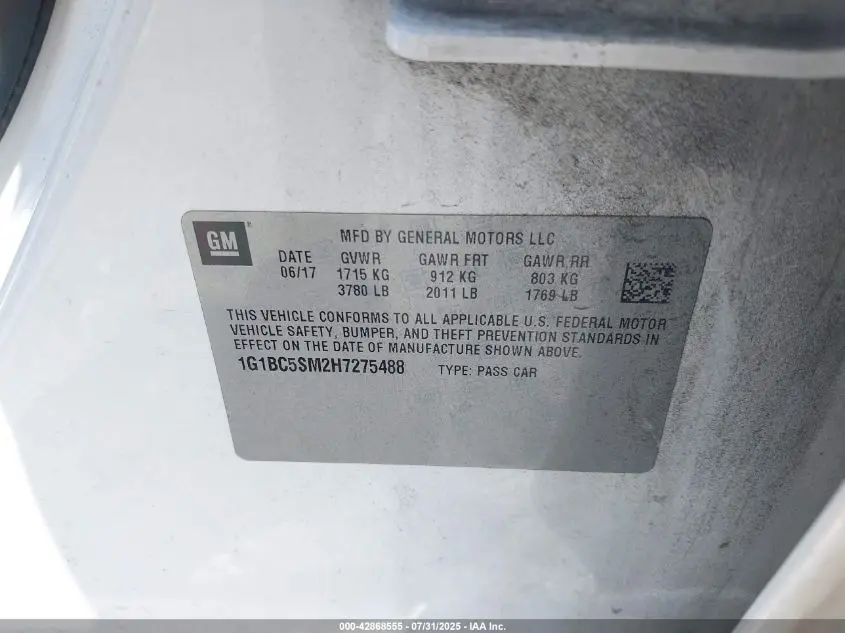 GM ®
MFD BY GENERAL MOTORS LLC
DATE GVWR GAWR FRT GAWR RR
06/17 1715 KG 912 KG 803 KG
3780 LB 2011 LB 1769 LB
THIS VEHICLE CONFORMS TO ALL APPLICABLE U.S. FEDERAL MOTOR
VEHICLE SAFETY, BUMPER, AND THEFT PREVENTION STANDARDS IN
EFFECT ON THE DATE OF MANUFACTURE SHOWN ABOVE.
1G1BC5SM2H7275488 TYPE: PASS CAR
000-42868555 - 07/31/2025 - IAA Inc.